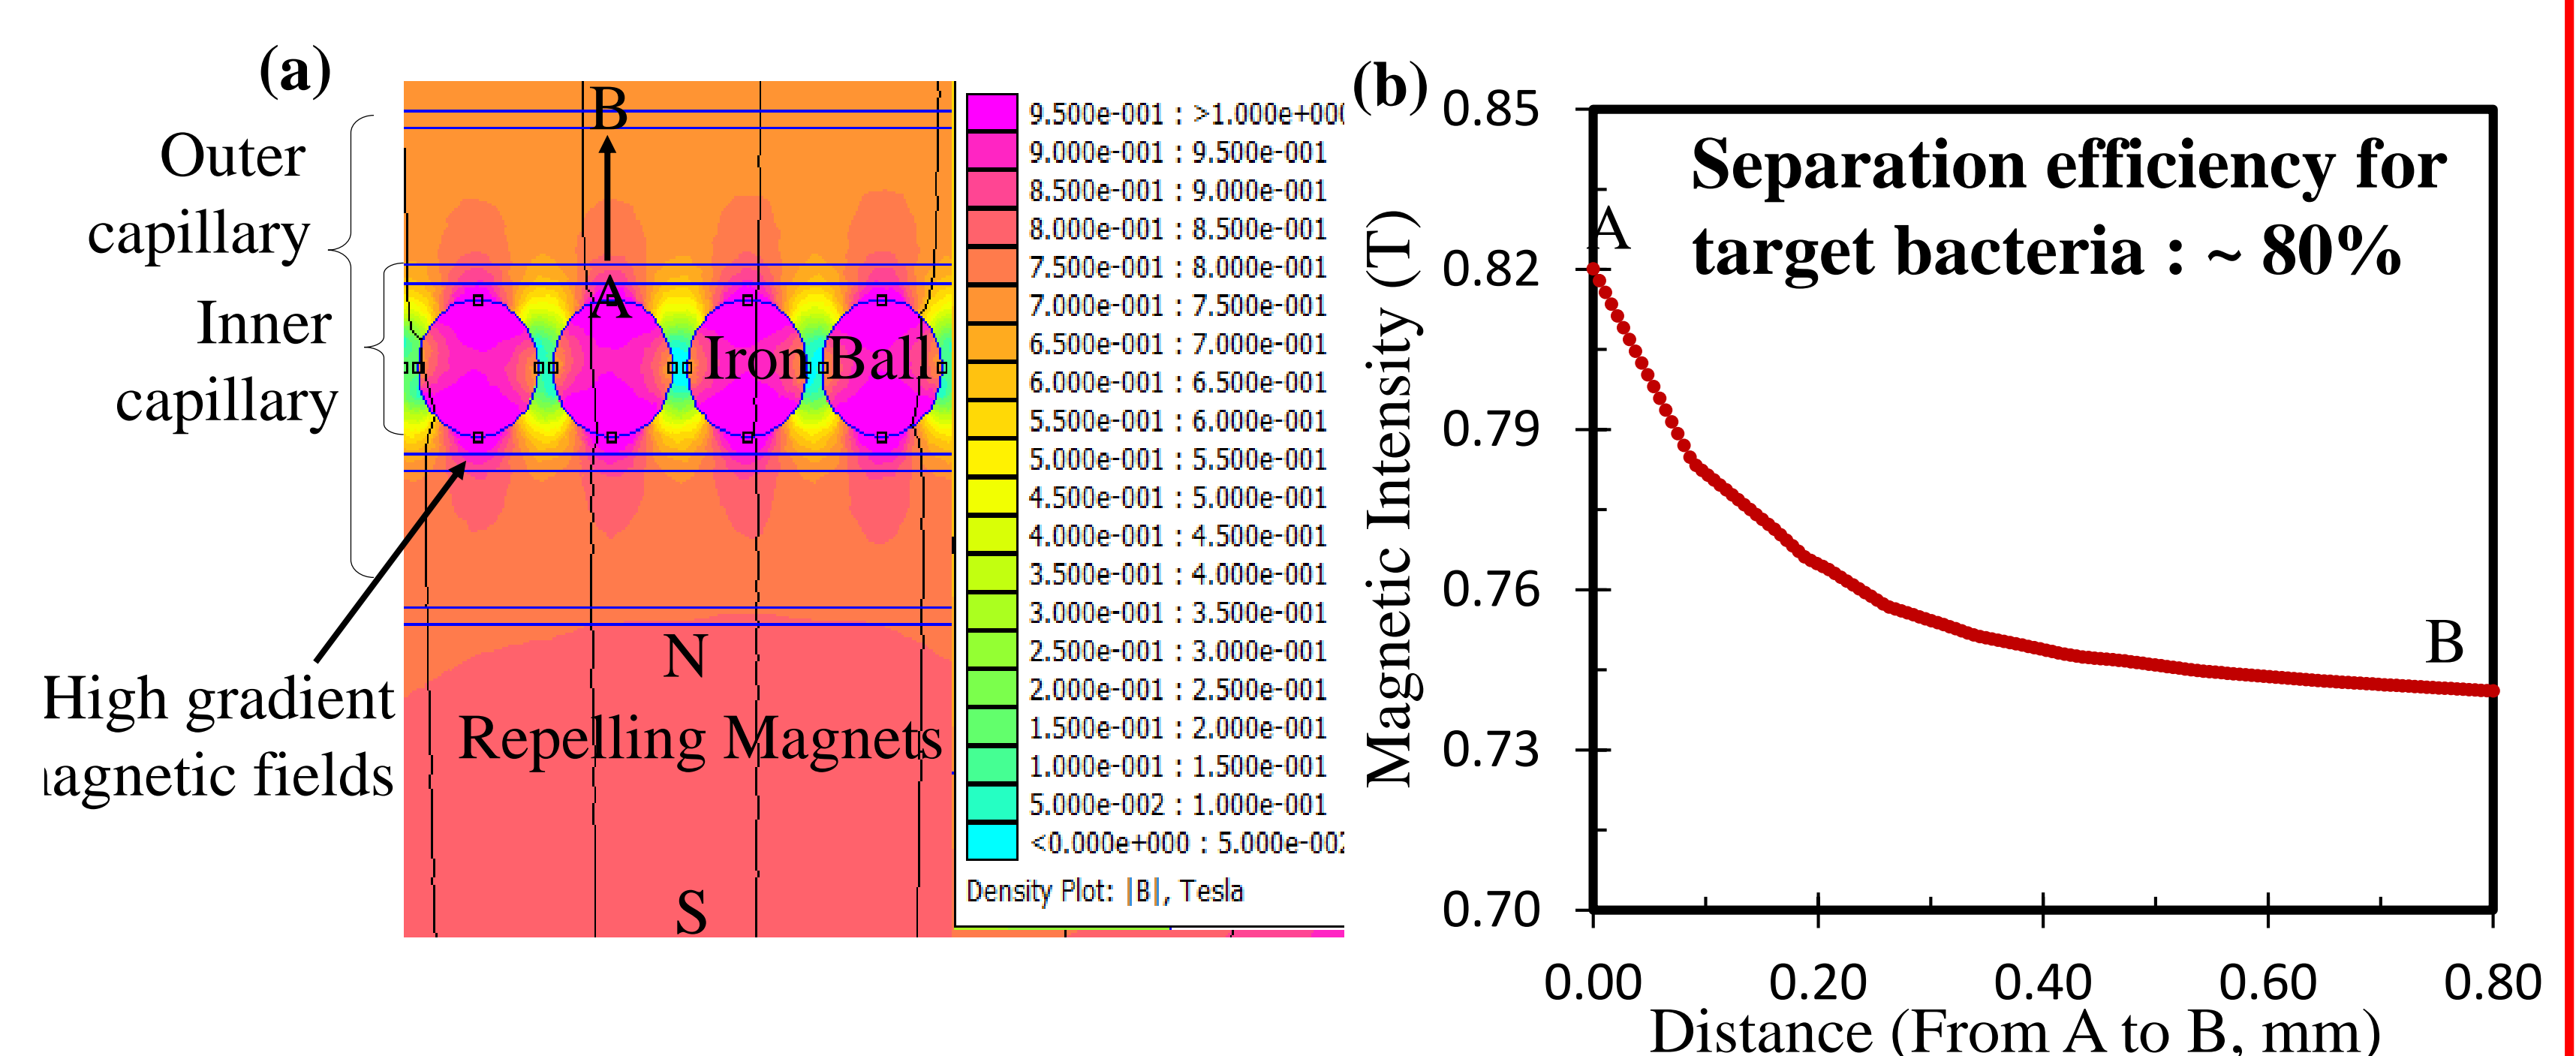 (a)
Outer
capillary
Inner
capillary
High gradient
agnetic fields
B
A
Iron Ball
N
Repelling Magnets
S
9.500e-001 : >1.000e+00
9.000e-001 : 9.500e-001
8.500e-001 : 9.000e-001
8.000e-001 : 8.500e-001
7.500e-001 : 8.000e-001
7.000e-001 : 7.500e-001
6.500e-001 : 7.000e-001
6.000e-001 : 6.500e-001
5.500e-001 : 6.000e-001
5.000e-001 : 5.500e-001
4.500e-001 : 5.000e-001
4.000e-001 : 4.500e-001
3.500e-001 : 4.000e-001
3.000e-001 : 3.500e-001
2.500e-001 : 3.000e-001
2.000e-001 : 2.500e-001
1.500e-001 : 2.000e-001
1.000e-001 : 1.500e-001
5.000e-002 : 1.000e-001
<0.000e+000 : 5.000e-002
Density Plot: |B|, Tesla
(b)
Magnetic Intensity (T)
0.85
0.82
0.79
0.76
0.73
0.70
Separation efficiency for
target bacteria : ~ 80%
A
B
0.00 0.20 0.40 0.60 0.80
Distance (From A to B, mm)